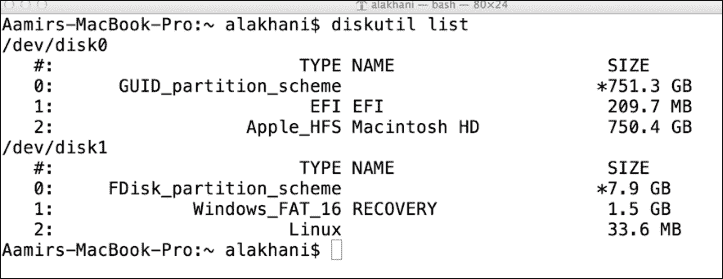 alakhani — bash — 80×24
Aamirs-MacBook-Pro:~ alakhani$ diskutil list
/dev/disk0
#: TYPE NAME SIZE
0: GUID_partition_scheme *751.3 GB
1: EFI EFI 209.7 MB
2: Apple_HFS Macintosh HD 750.4 GB
/dev/disk1
#: TYPE NAME SIZE
0: FDisk_partition_scheme *7.9 GB
1: Windows_FAT_16 RECOVERY 1.5 GB
2: Linux 33.6 MB
Aamirs-MacBook-Pro:~ alakhani$